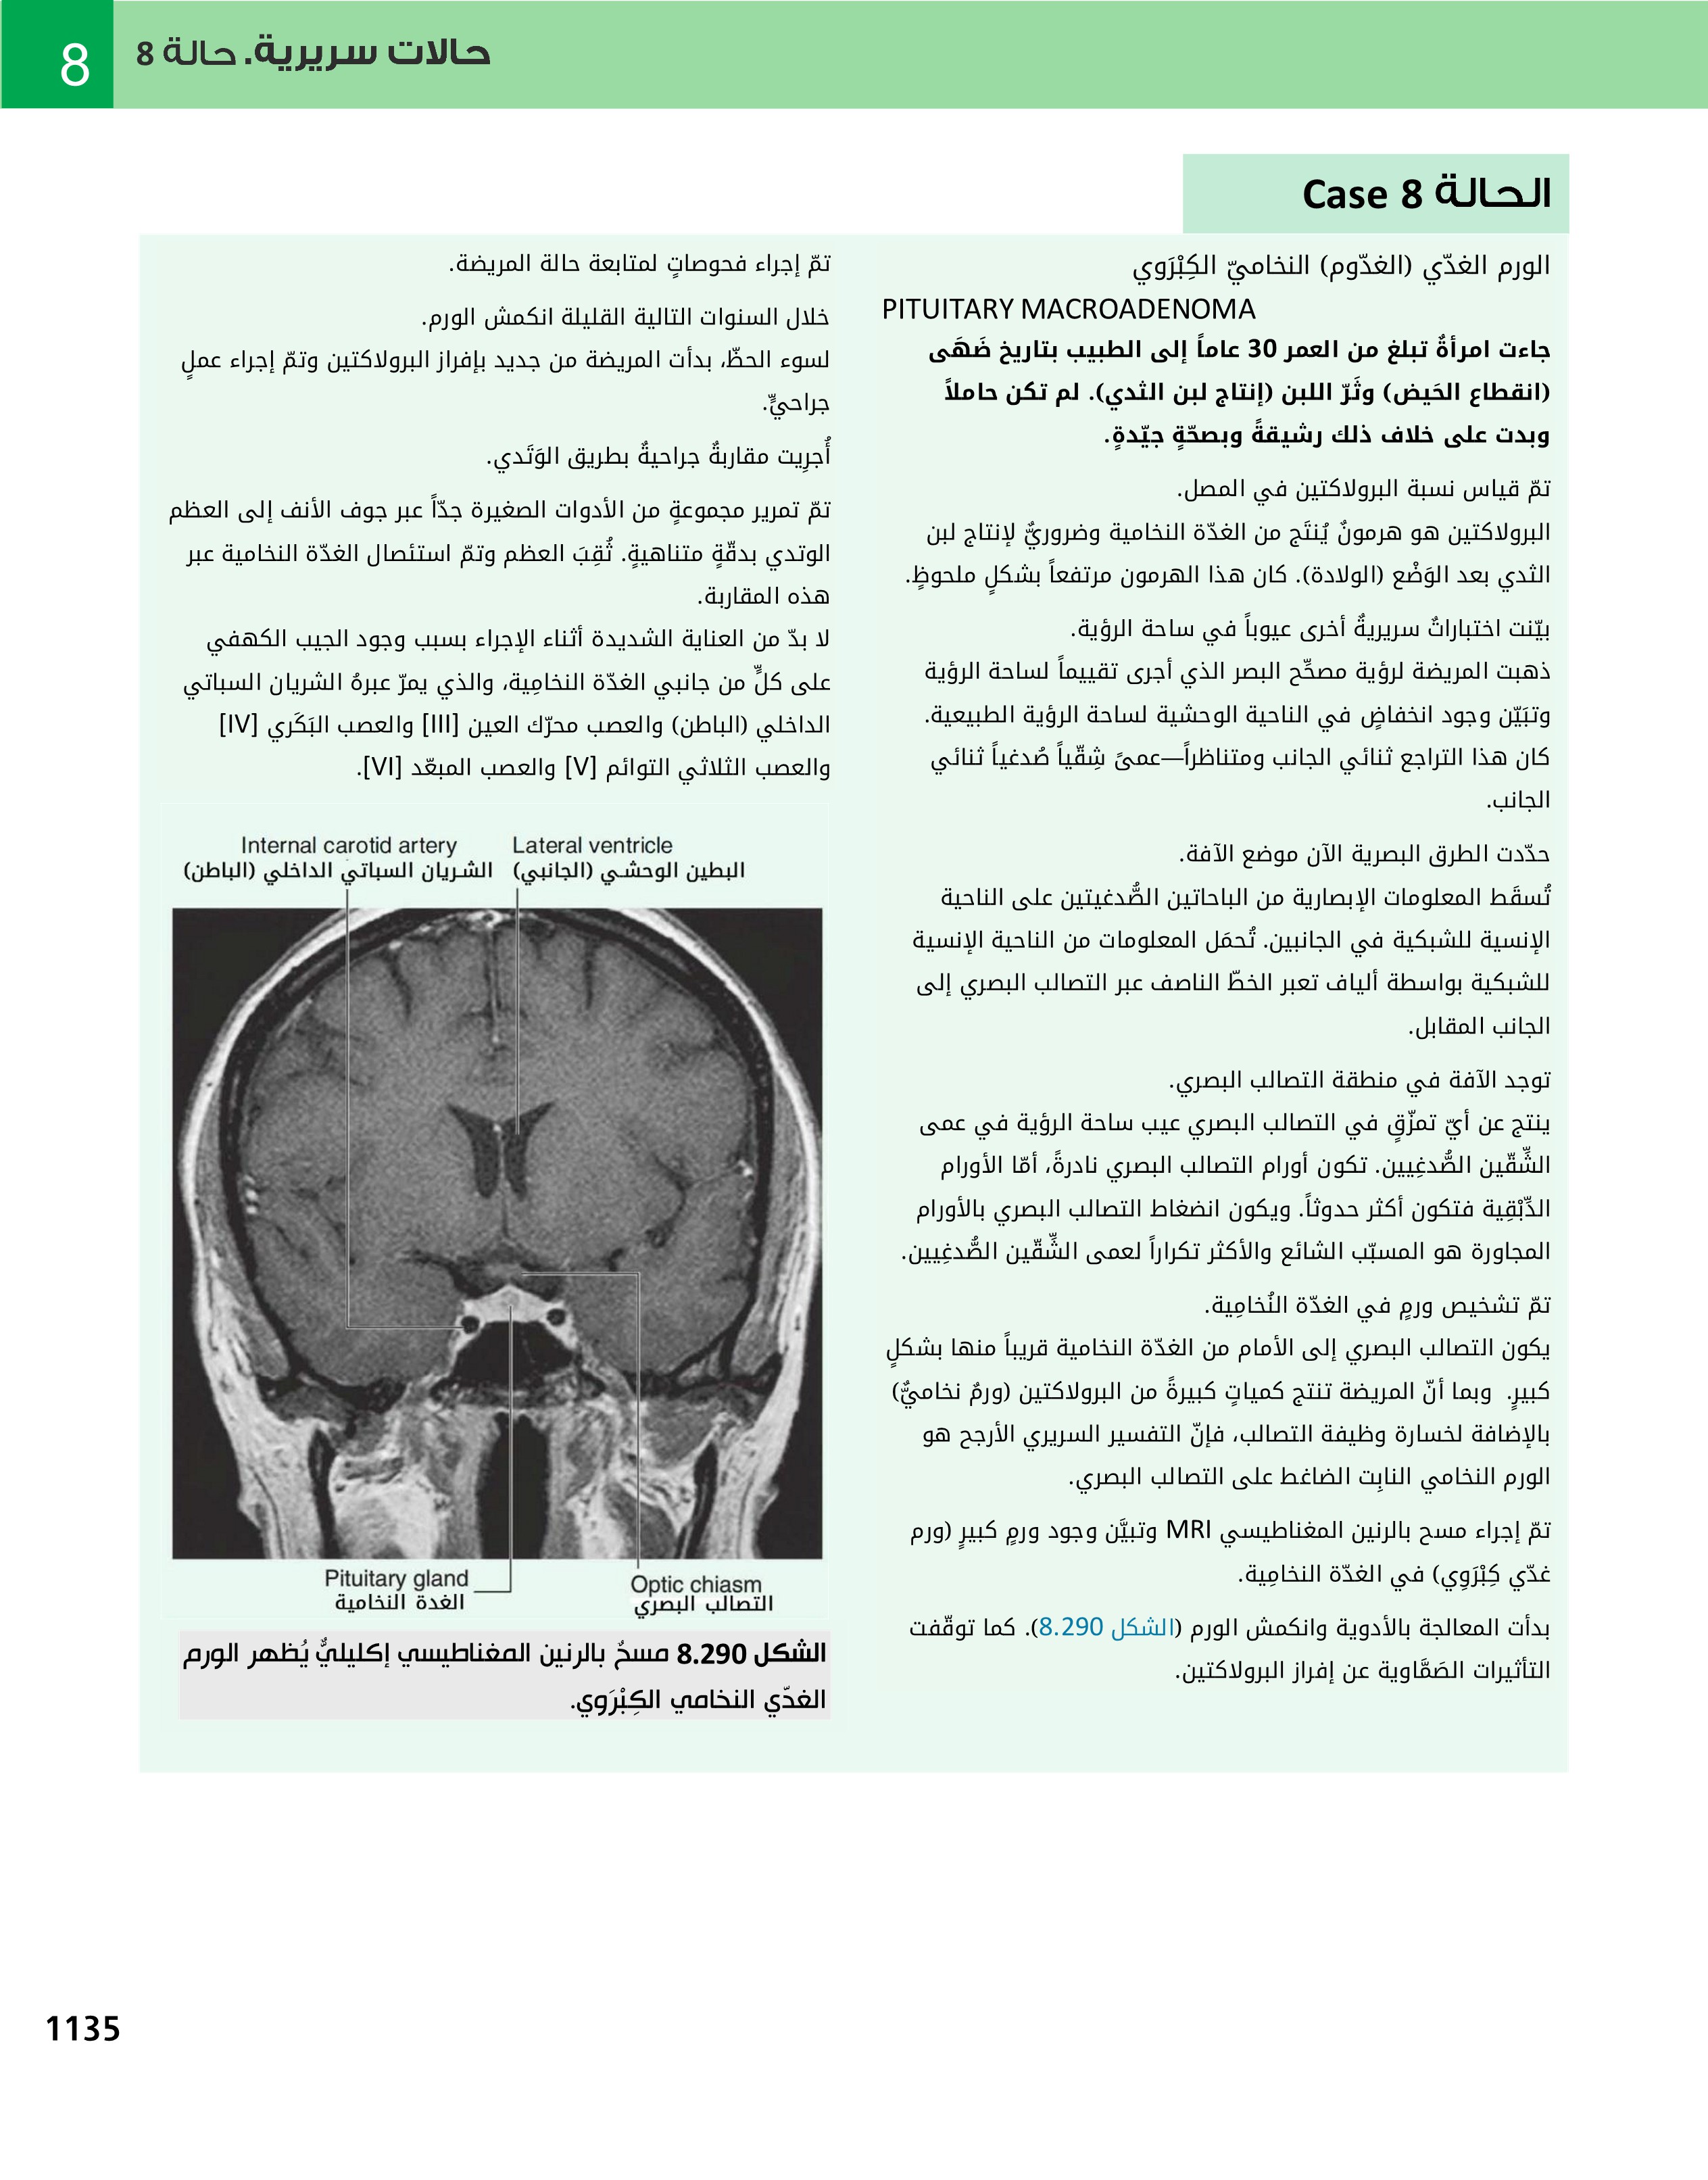 8
حالات سريرية. حالة 8
الحالة 8 Case
الورم الغدّي (الغدّوم) النخاميّ الكِبْرَوي
PITUITARY MACROADENOMA
جاءت امرأةٌ تبلغ من العمر 30 عاماً إلى الطبيب بتاريخ ضَهَى
(انقطاع الحَيض) وثَرّ اللبن (إنتاج لبن الثدي). لم تكن حاملاً
وبدت على خلاف ذلك رشيقةً وبصحّةٍ جيّدةٍ.
تمّ قياس نسبة البرولاكتين في المصل.
البرولاكتين هو هرمونٌ يُنتَج من الغدّة النخامية وضروريٌّ لإنتاج لبن
الثدي بعد الوَضْع (الولادة). كان هذا الهرمون مرتفعاً بشكلٍ ملحوظٍ.
بيّنت اختباراتٌ سريريةٌ أخرى عيوباً في ساحة الرؤية.
ذهبت المريضة لرؤية مصحِّح البصر الذي أجرى تقييماً لساحة الرؤية
وتبَيّن وجود انخفاضٍ في الناحية الوحشية لساحة الرؤية الطبيعية.
كان هذا التراجع ثنائي الجانب ومتناظراً—عمىً شِقّياً صُدغياً ثنائي
الجانب.
حدّدت الطرق البصرية الآن موضع الآفة.
تُسقَط المعلومات الإبصارية من الباحاتين الصُّدغيتين على الناحية
الإنسية للشبكية في الجانبين. تُحمَل المعلومات من الناحية الإنسية
للشبكية بواسطة ألياف تعبر الخطّ الناصف عبر التصالب البصري إلى
الجانب المقابل.
توجد الآفة في منطقة التصالب البصري.
ينتج عن أيّ تمزّقٍ في التصالب البصري عيب ساحة الرؤية في عمى
الشِّقّين الصُّدغِيين. تكون أورام التصالب البصري نادرةً، أمّا الأورام
الدِّبْقِية فتكون أكثر حدوثاً. ويكون انضغاط التصالب البصري بالأورام
المجاورة هو المسبّب الشائع والأكثر تكراراً لعمى الشِّقّين الصُّدغِيين.
تمّ تشخيص ورمٍ في الغدّة النُخامِية.
يكون التصالب البصري إلى الأمام من الغدّة النخامية قريباً منها بشكلٍ
كبيرٍ. وبما أنّ المريضة تنتج كمياتٍ كبيرةً من البرولاكتين (ورمٌ نخاميٌّ)
بالإضافة لخسارة وظيفة التصالب، فإنّ التفسير السريري الأرجح هو
الورم النخامي النابِت الضاغط على التصالب البصري.
تمّ إجراء مسح بالرنين المغناطيسي MRI وتبيَّن وجود ورمٍ كبيرٍ (ورم
غدّي كِبْرَوِي) في الغدّة النخامِية.
بدأت المعالجة بالأدوية وانكمش الورم (الشكل 8.290). كما توقّفت
التأثيرات الصَمَّاوية عن إفراز البرولاكتين.
تمّ إجراء فحوصاتٍ لمتابعة حالة المريضة.
خلال السنوات التالية القليلة انكمش الورم.
لسوء الحظّ، بدأت المريضة من جديد بإفراز البرولاكتين وتمّ إجراء عملٍ
جراحيٍّ.
أُجرِيت مقاربةٌ جراحيةٌ بطريق الوَتَدي.
تمّ تمرير مجموعةٍ من الأدوات الصغيرة جدّاً عبر جوف الأنف إلى العظم
الوتدي بدقّةٍ متناهيةٍ. ثُقِبَ العظم وتمّ استئصال الغدّة النخامية عبر
هذه المقاربة.
لا بدّ من العناية الشديدة أثناء الإجراء بسبب وجود الجيب الكهفي
على كلٍّ من جانبي الغدّة النخامِية، والذي يمرّ عبرهُ الشريان السباتي
الداخلي (الباطن) والعصب محرّك العين [III] والعصب البَكَري [IV]
والعصب الثلاثي التوائم [V] والعصب المبعّد [VI].
Internal carotid artery
الشريان السباتي الداخلي (الباطن)
Lateral ventricle
البطين الوحشي (الجانبي)
Pituitary gland
الغدة النخامية
Optic chiasm
التصالب البصري
الشكل 8.290 مسحٌ بالرنين المغناطيسي إكليليٌّ يُظهر الورم
الغدّي النخامي الكِبْرَوي.
1135